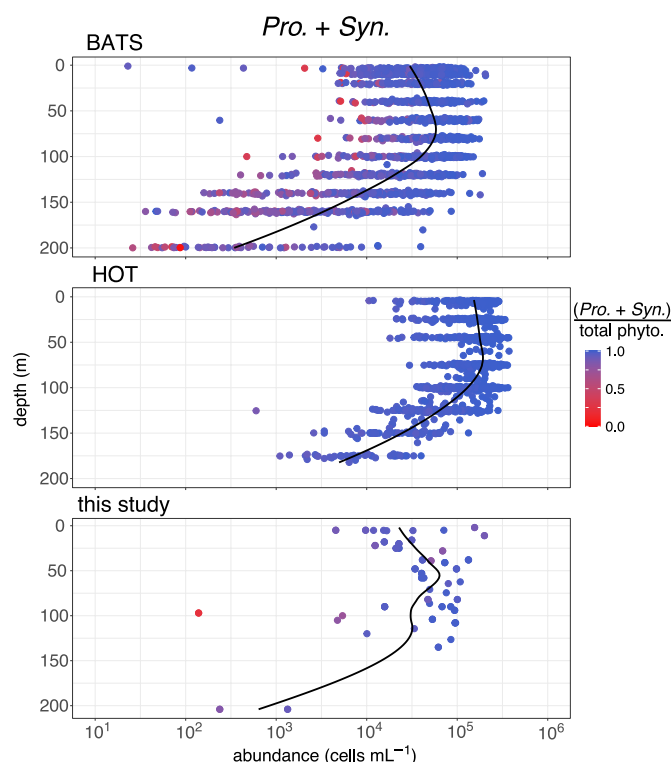 Pro. + Syn.
BATS
0
50
100
150
200
HOT
0
50
100
150
200
depth (m)
(Pro. + Syn.)
total phyto.
1.0
0.5
0.0
this study
0
50
100
150
200
10¹ 10² 10³ 10⁴ 10⁵ 10⁶
abundance (cells mL⁻¹)